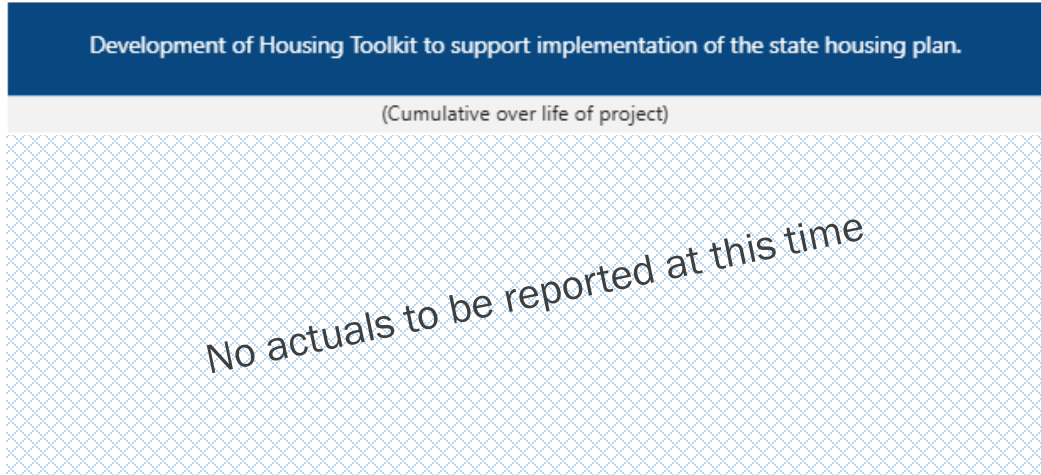 Development of Housing Toolkit to support implementation of the state housing plan.
(Cumulative over life of project)
No actuals to be reported at this time